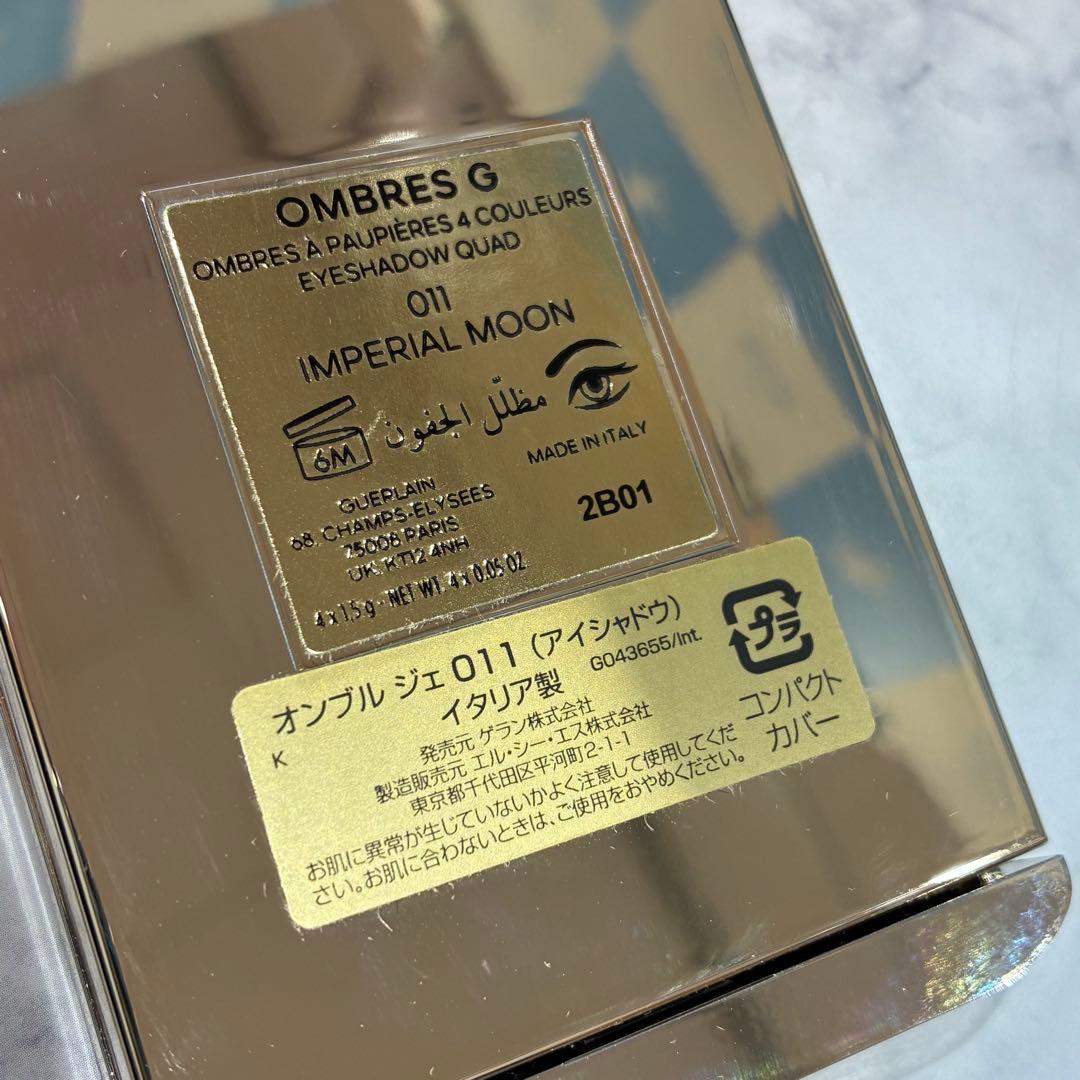 OMBRES G
OMBRES À PAUPIÈRES 4 COULEURS
EYESHADOW QUAD
011
IMPERIAL MOON
6M
مظلّل الجفون
MADE IN ITALY
GUERLAIN
68, CHAMPS-ELYSEES
75008 PARIS
UK, KT12 4NH
2B01
4 x 1.5 g - NET WT. 4 x 0.05 OZ.
オンブル ジェ 011 (アイシャドウ)
イタリア製
G043655/Int.
K
発売元 ゲラン株式会社
製造販売元 エル・シー・エス株式会社
東京都千代田区平河町2-1-1
お肌に異常が生じていないかよく注意して使用してくだ
さい。お肌に合わないときは、ご使用をおやめください。
プラ
コンパクト
カバー